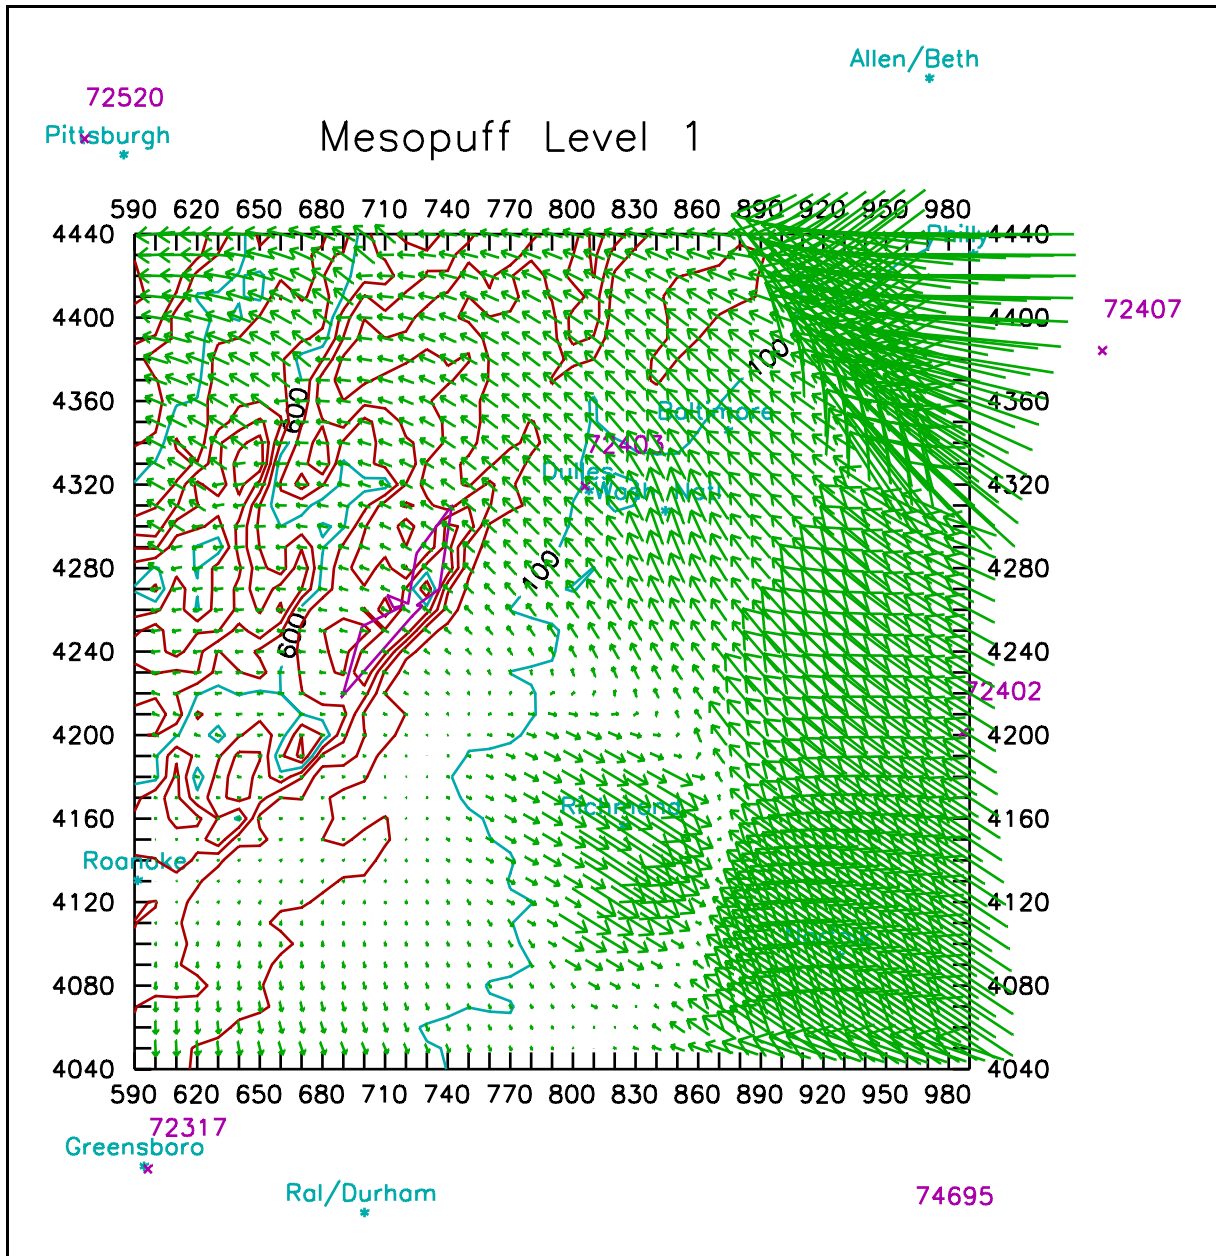 Allen/Beth
72520
Pittsburgh
Mesopuff Level 1
590 620 650 680 710 740 770 800 830 860 890 920 950 980
Philly
4440 4440
72407
4400 4400
100
4360 600 4360
Baltimore
72403
Dulles
4320 Wash Natl 4320
4280 100 4280
4240 600 4240
72402
4200 4200
Richmond
4160 4160
Roanoke
4120 4120
4080 4080
4040 4040
590 620 650 680 710 740 770 800 830 860 890 920 950 980
72317
Greensboro
Ral/Durham
74695